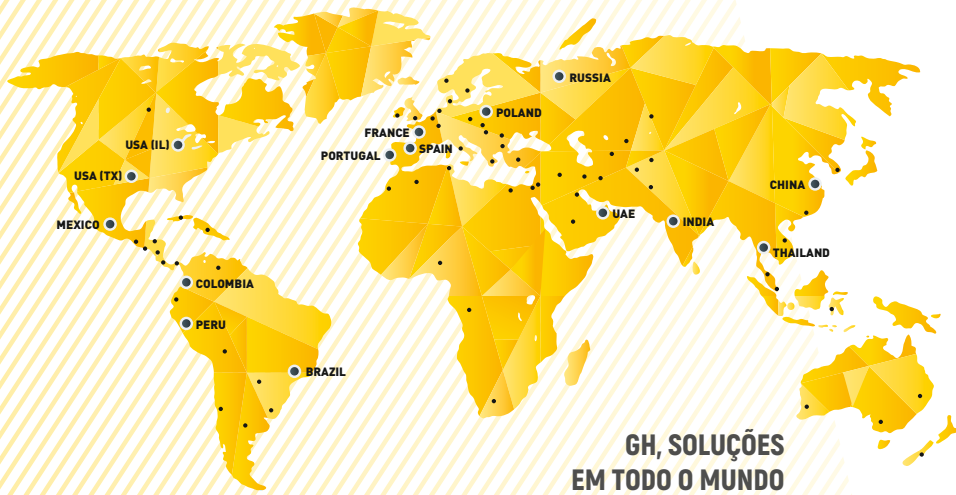 RUSSIA
POLAND
FRANCE
USA (IL)
SPAIN
PORTUGAL
USA (TX)
CHINA
UAE
INDIA
MEXICO
THAILAND
COLOMBIA
PERU
BRAZIL
GH, SOLUÇÕES
EM TODO O MUNDO